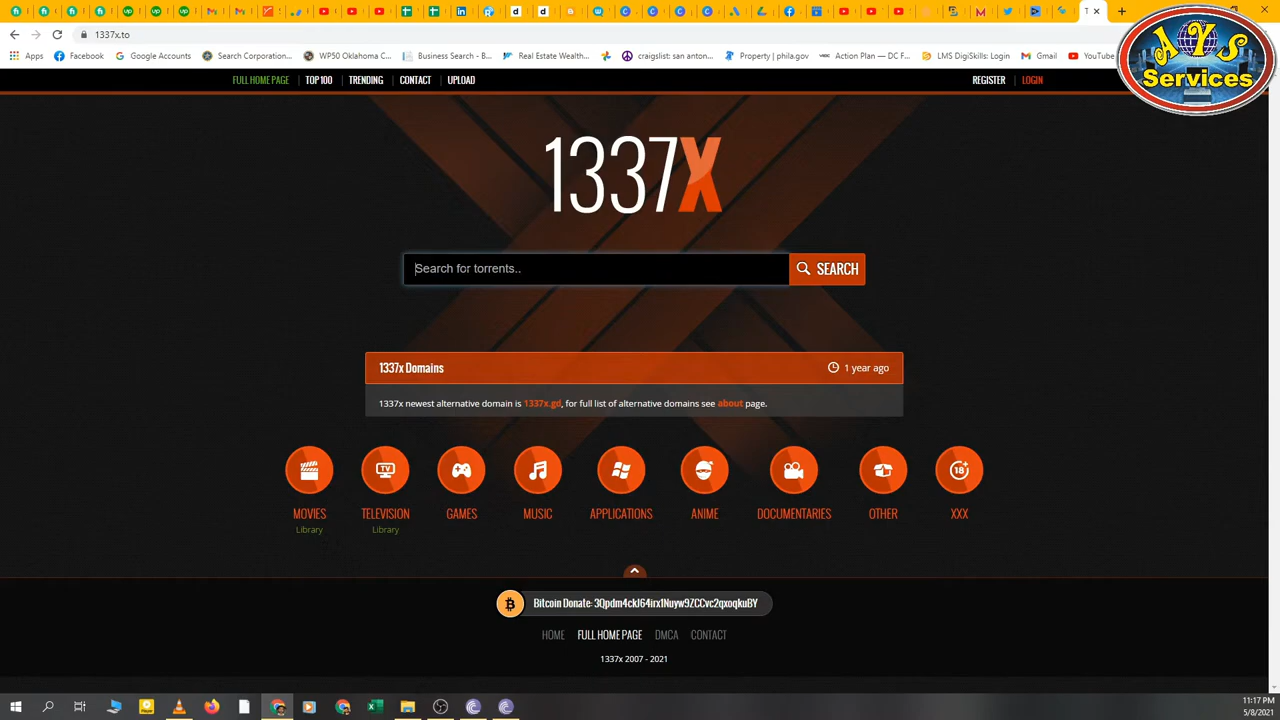 T
1337x.to
Apps
Facebook
Google Accounts
Search Corporation...
WP50 Oklahoma C...
Business Search - B...
Real Estate Wealth...
craigslist: san anton...
Property | phila.gov
Action Plan — DC F...
LMS DigiSkills: Login
Gmail
YouTube
AYS
Services
FULL HOME PAGE
TOP 100
TRENDING
CONTACT
UPLOAD
REGISTER
LOGIN
1337X
Search for torrents..
SEARCH
1337x Domains
1 year ago
1337x newest alternative domain is 1337x.gd, for full list of alternative domains see about page.
TV
18+
MOVIES
TELEVISION
GAMES
MUSIC
APPLICATIONS
ANIME
DOCUMENTARIES
OTHER
XXX
Library
Library
HOME
FULL HOME PAGE
DMCA
CONTACT
1337x 2007 - 2021
11:17 PM
5/8/2021